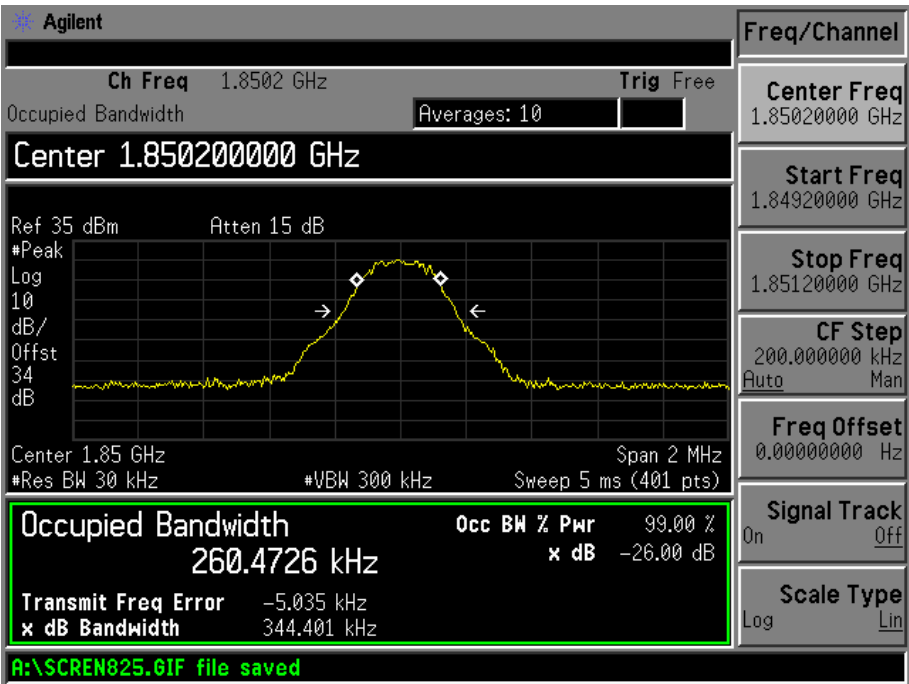 Agilent
Freq/Channel
Ch Freq 1.8502 GHz Trig Free
Occupied Bandwidth Averages: 10
Center 1.850200000 GHz
Center Freq
1.85020000 GHz
Start Freq
1.84920000 GHz
Stop Freq
1.85120000 GHz
CF Step
200.000000 kHz
Auto Man
Freq Offset
0.00000000 Hz
Signal Track
On Off
Scale Type
Log Lin
Ref 35 dBm Atten 15 dB
#Peak
Log
10
dB/
Offst
34
dB
Center 1.85 GHz Span 2 MHz
#Res BW 30 kHz #VBW 300 kHz Sweep 5 ms (401 pts)
Occupied Bandwidth Occ BW % Pwr 99.00 %
260.4726 kHz x dB -26.00 dB
Transmit Freq Error -5.035 kHz
x dB Bandwidth 344.401 kHz
A:\SCREN825.GIF file saved